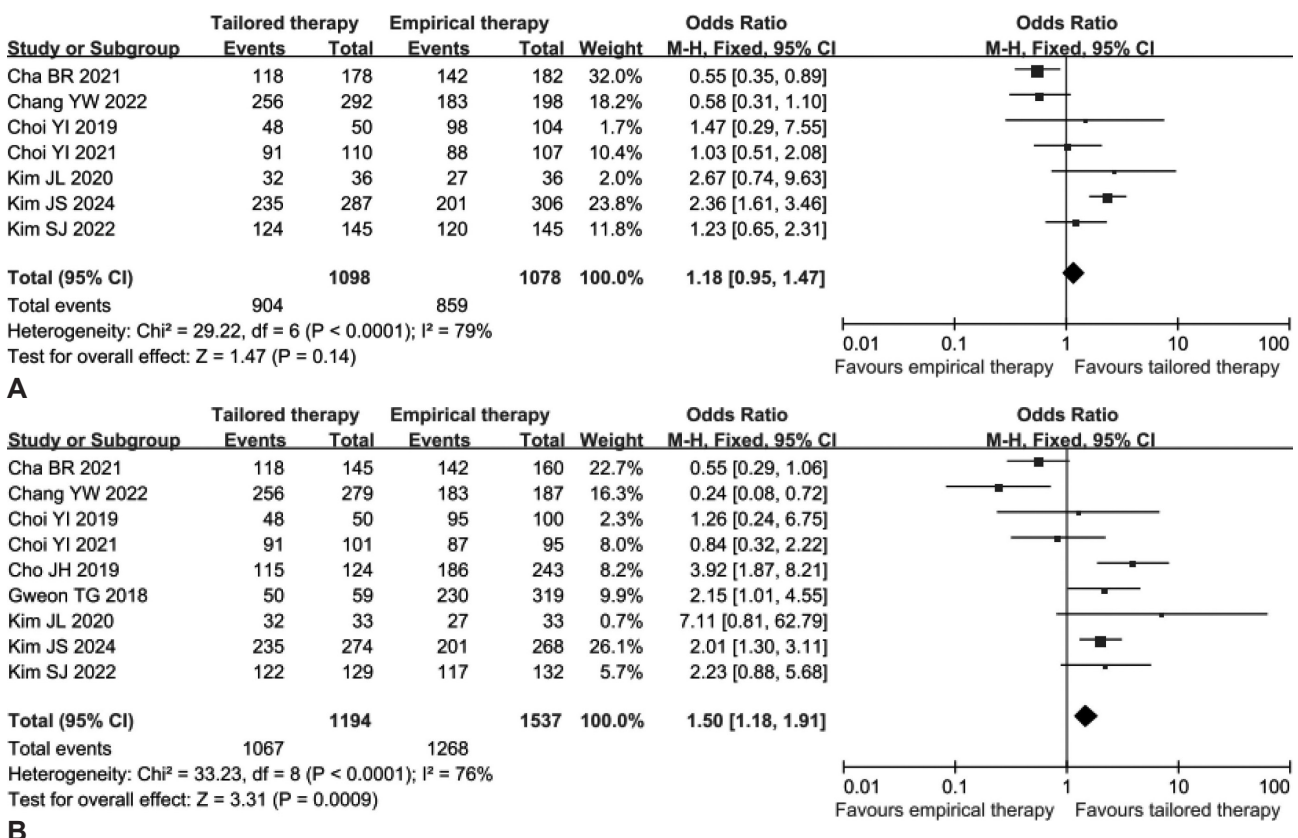 Tailored therapy Empirical therapy Odds Ratio Odds Ratio
Study or Subgroup Events Total Events Total Weight M-H, Fixed, 95% CI M-H, Fixed, 95% CI
Cha BR 2021 118 178 142 182 32.0% 0.55 [0.35, 0.89]
Chang YW 2022 256 292 183 198 18.2% 0.58 [0.31, 1.10]
Choi YI 2019 48 50 98 104 1.7% 1.47 [0.29, 7.55]
Choi YI 2021 91 110 88 107 10.4% 1.03 [0.51, 2.08]
Kim JL 2020 32 36 27 36 2.0% 2.67 [0.74, 9.63]
Kim JS 2024 235 287 201 306 23.8% 2.36 [1.61, 3.46]
Kim SJ 2022 124 145 120 145 11.8% 1.23 [0.65, 2.31]
Total (95% CI) 1098 1078 100.0% 1.18 [0.95, 1.47]
Total events 904 859
Heterogeneity: Chi² = 29.22, df = 6 (P < 0.0001); I² = 79%
Test for overall effect: Z = 1.47 (P = 0.14)
0.01 0.1 1 10 100
Favours empirical therapy Favours tailored therapy
A
Tailored therapy Empirical therapy Odds Ratio Odds Ratio
Study or Subgroup Events Total Events Total Weight M-H, Fixed, 95% CI M-H, Fixed, 95% CI
Cha BR 2021 118 145 142 160 22.7% 0.55 [0.29, 1.06]
Chang YW 2022 256 279 183 187 16.3% 0.24 [0.08, 0.72]
Choi YI 2019 48 50 95 100 2.3% 1.26 [0.24, 6.75]
Choi YI 2021 91 101 87 95 8.0% 0.84 [0.32, 2.22]
Cho JH 2019 115 124 186 243 8.2% 3.92 [1.87, 8.21]
Gweon TG 2018 50 59 230 319 9.9% 2.15 [1.01, 4.55]
Kim JL 2020 32 33 27 33 0.7% 7.11 [0.81, 62.79]
Kim JS 2024 235 274 201 268 26.1% 2.01 [1.30, 3.11]
Kim SJ 2022 122 129 117 132 5.7% 2.23 [0.88, 5.68]
Total (95% CI) 1194 1537 100.0% 1.50 [1.18, 1.91]
Total events 1067 1268
Heterogeneity: Chi² = 33.23, df = 8 (P < 0.0001); I² = 76%
Test for overall effect: Z = 3.31 (P = 0.0009)
0.01 0.1 1 10 100
Favours empirical therapy Favours tailored therapy
B